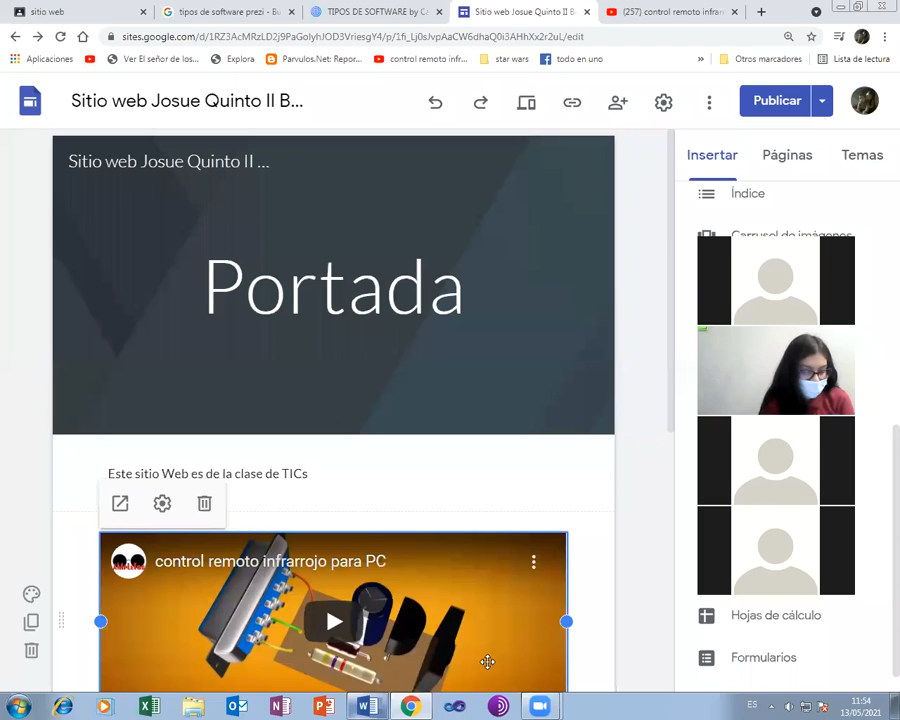 sito web
tipos de software prezi - Bu
TIPOS DE SOFTWARE by C
Sitio web Josue Quinto II B
(257) control remoto infrar
sites.google.com/d/1RZ3AcMRzLD2j9PaGolyhJOD3VriesgY4/p/1fi_Lj0sJvpAaCW6dhaQ0i3AHhXx2r2uL/edit
Aplicaciones
Ver El señor de los...
Explora
Parvulos.Net: Repor...
control remoto infr...
star wars
todo en uno
»
Otros marcadores
Lista de lectura
Sitio web Josue Quinto II B...
Publicar
Sitio web Josue Quinto II ...
Portada
Insertar
Páginas
Temas
Índice
Carrusel de imágenes
Este sitio Web es de la clase de TICs
control remoto infrarrojo para PC
Hojas de cálculo
Formularios
ES
11:54
13/05/2021